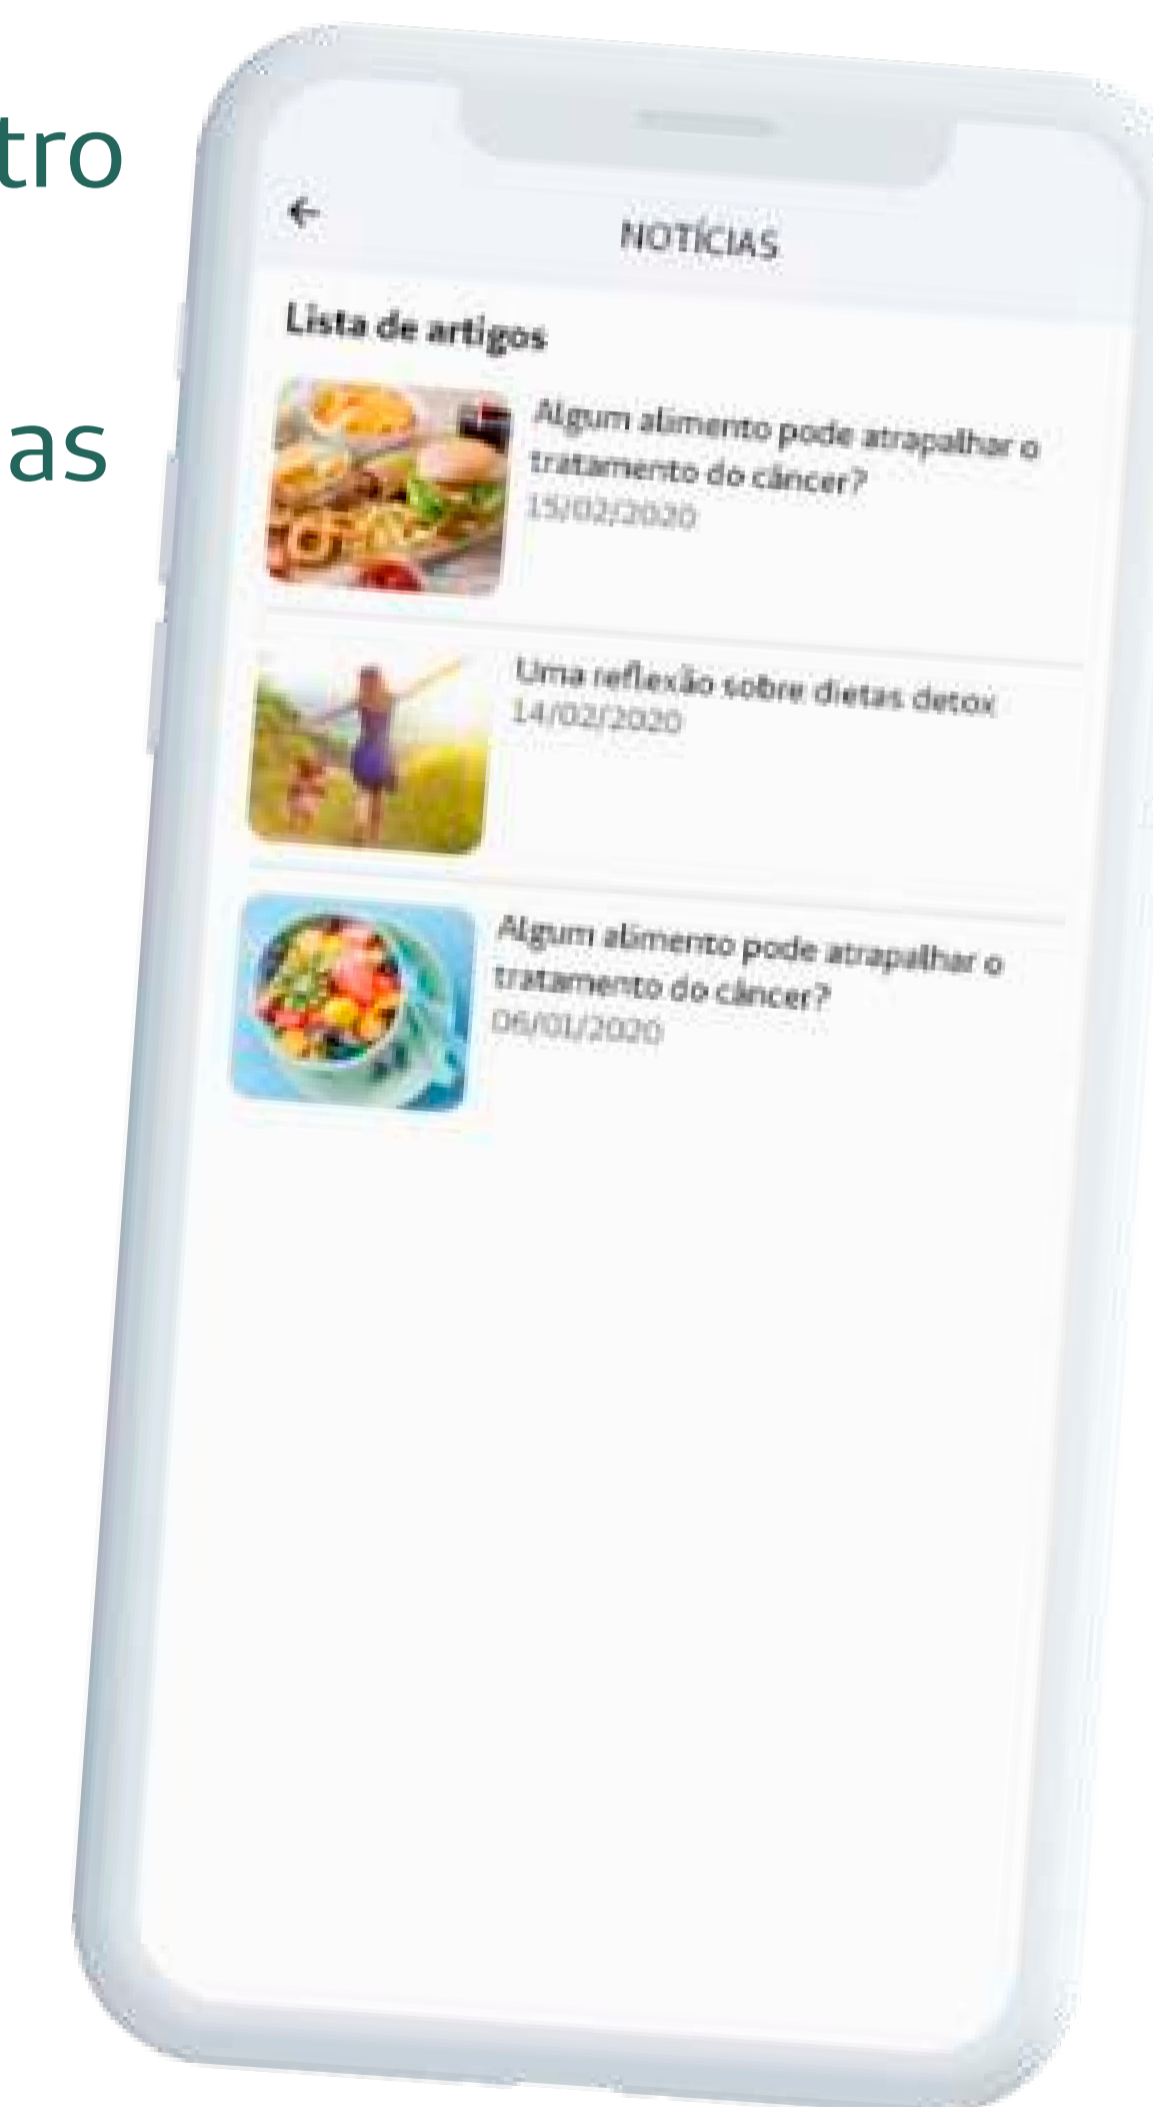 tro
as
NOTÍCIAS
Lista de artigos
Algum alimento pode atrapalhar o
tratamento do câncer?
15/02/2020
Uma reflexão sobre dietas detox
14/02/2020
Algum alimento pode atrapalhar o
tratamento do câncer?
06/01/2020